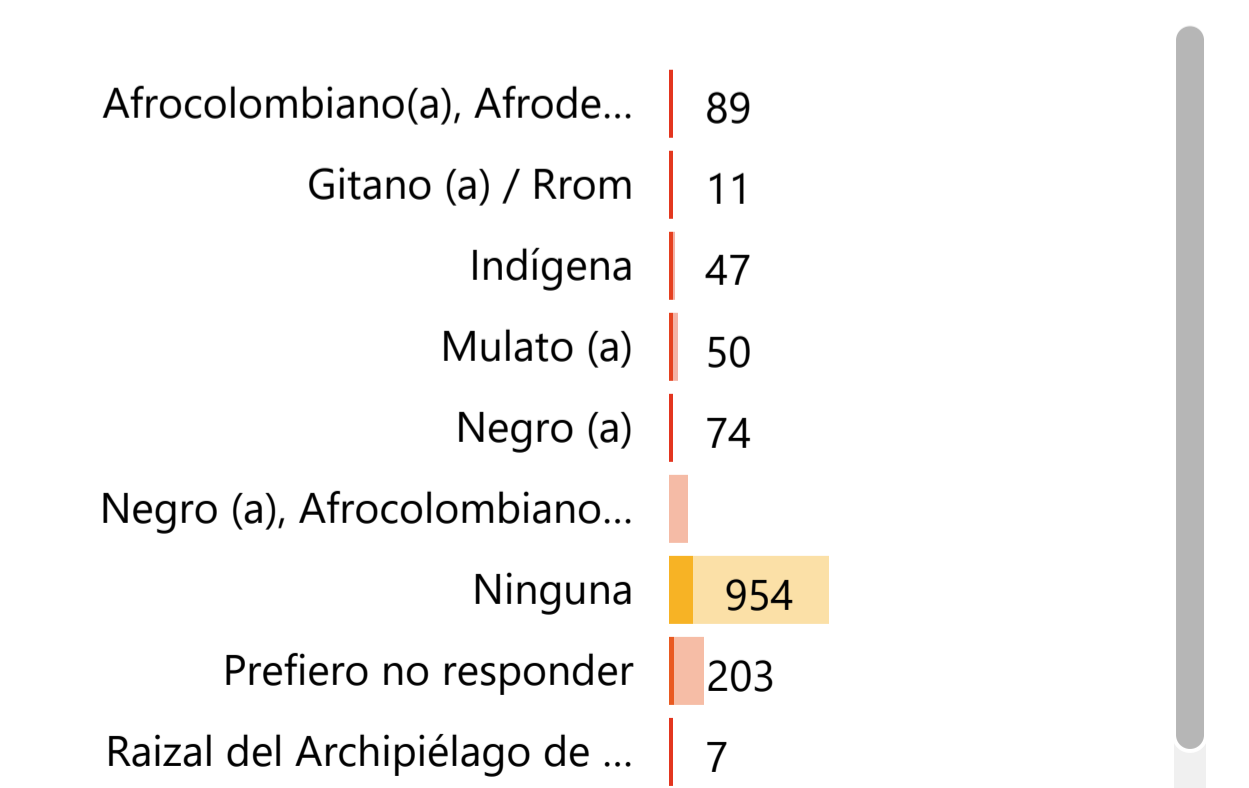 Afrocolombiano(a), Afrode... 89
Gitano (a) / Rrom 11
Indígena 47
Mulato (a) 50
Negro (a) 74
Negro (a), Afrocolombiano...
Ninguna 954
Prefiero no responder 203
Raizal del Archipiélago de ... 7